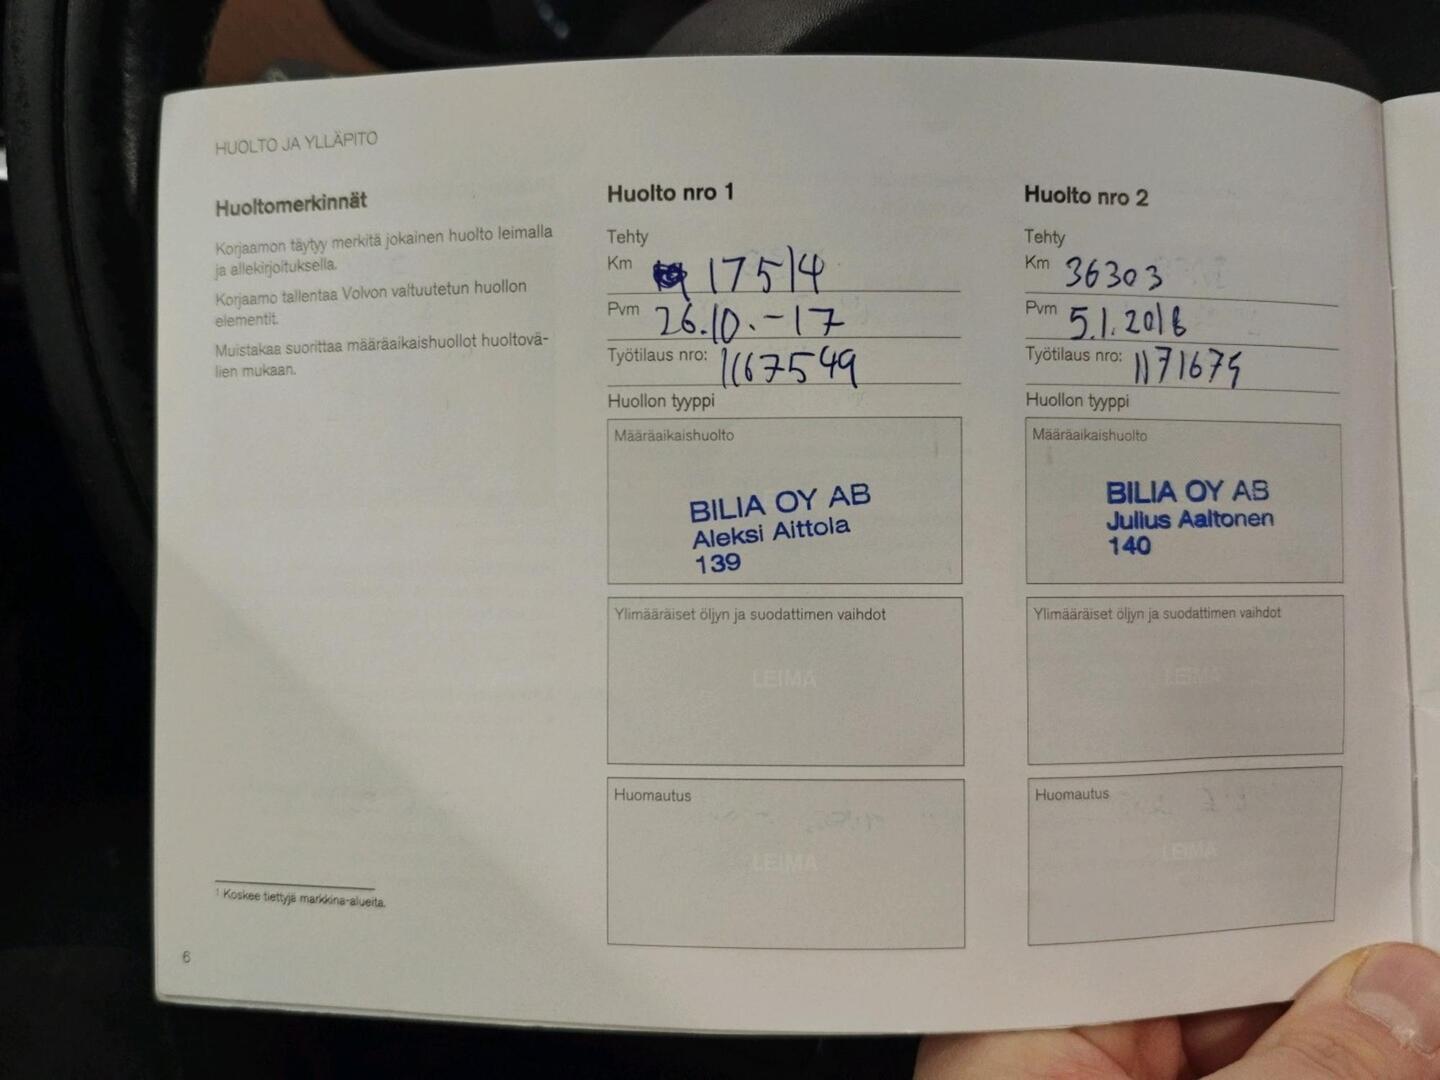 HUOLTO JA YLLÄPITO
Huoltomerkinnät
Korjaamon täytyy merkitä jokainen huolto leimalla
ja allekirjoituksella.
Korjaamo tallentaa Volvon valtuutetun huollon
elementit.
Muistakaa suorittaa määräaikaishuollot huoltovä-
lien mukaan.
1 Koskee tiettyjä markkina-alueita.
6
Huolto nro 1
Tehty
Km 17514
Pvm 26.10.-17
Työtilaus nro: 1167549
Huollon tyyppi
Määräaikaishuolto
BILIA OY AB
Aleksi Aittola
139
Ylimääräiset öljyn ja suodattimen vaihdot
LEIMA
Huomautus
LEIMA
Huolto nro 2
Tehty
Km 36303
Pvm 5.1.2018
Työtilaus nro: 1171679
Huollon tyyppi
Määräaikaishuolto
BILIA OY AB
Julius Aaltonen
140
Ylimääräiset öljyn ja suodattimen vaihdot
LEIMA
Huomautus
LEIMA